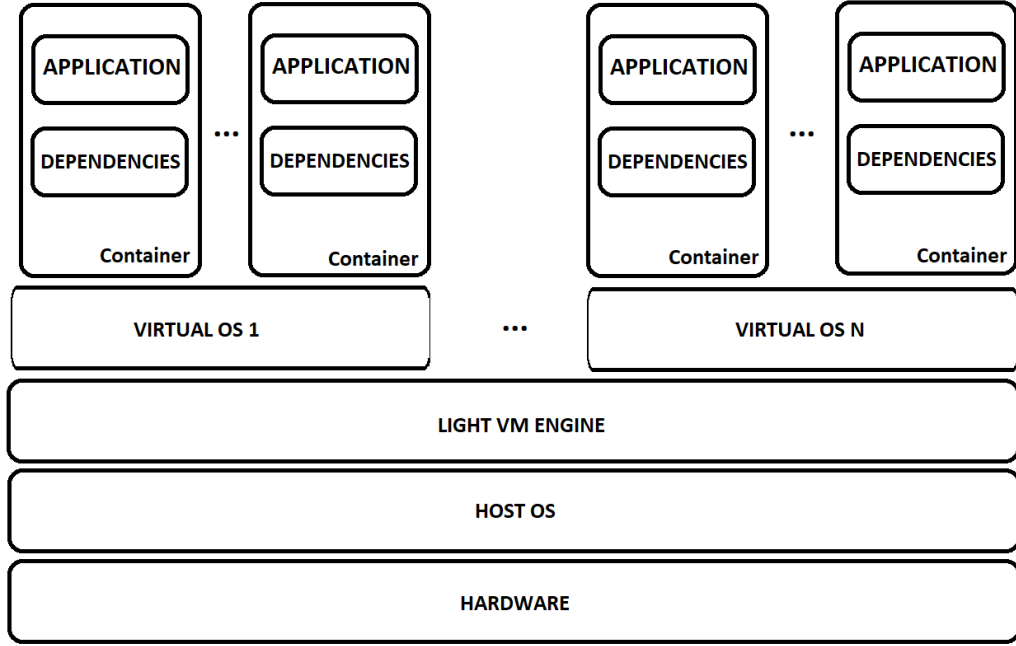 APPLICATION
APPLICATION
APPLICATION
APPLICATION
...
...
DEPENDENCIES
DEPENDENCIES
DEPENDENCIES
DEPENDENCIES
Container
Container
Container
Container
VIRTUAL OS 1
...
VIRTUAL OS N
LIGHT VM ENGINE
HOST OS
HARDWARE